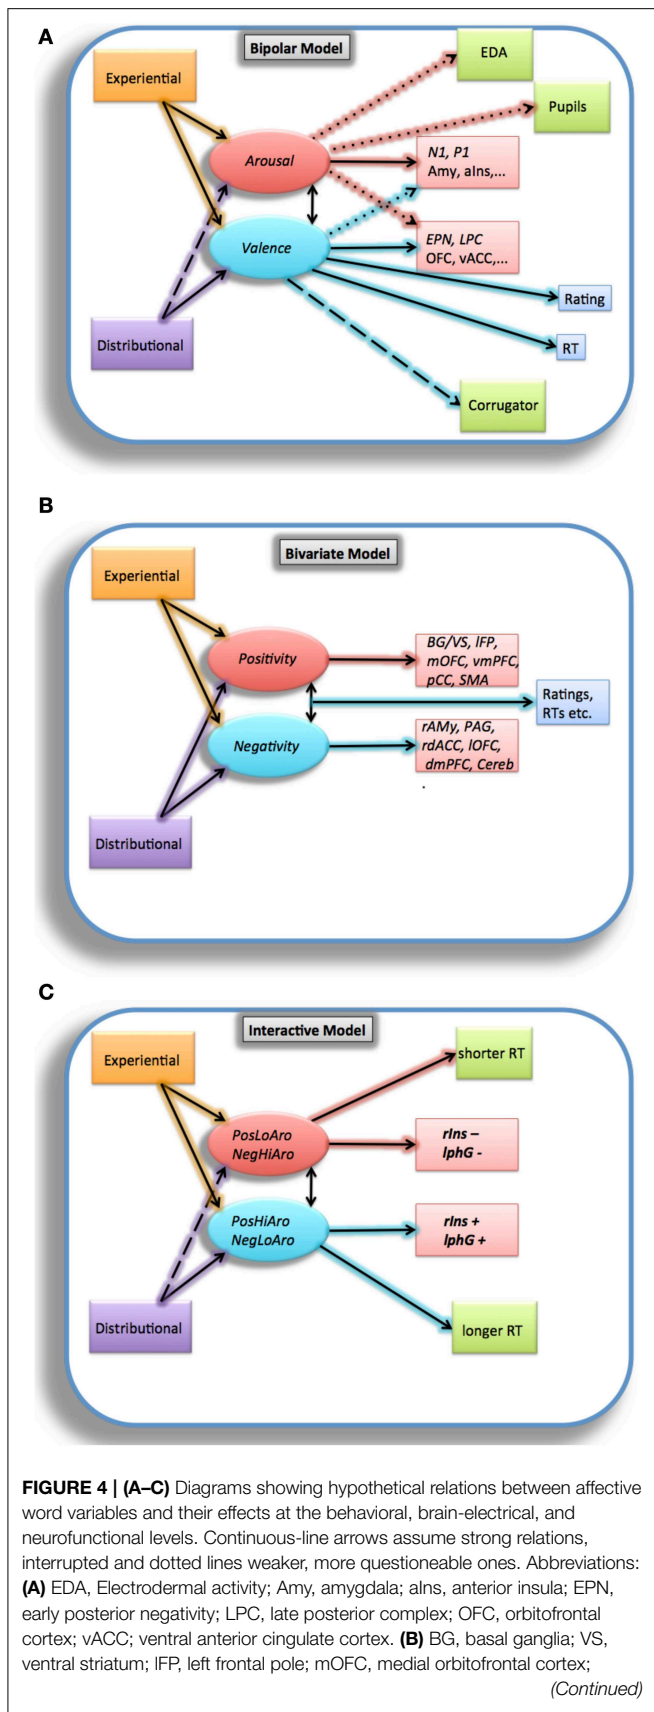 A
Bipolar Model
Experiential
EDA
Pupils
Arousal
N1, P1
Amy, aIns,...
Valence
EPN, LPC
OFC, vACC,...
Rating
Distributional
RT
Corrugator
B
Bivariate Model
Experiential
Positivity
BG/VS, lFP,
mOFC, vmPFC,
pCC, SMA
Ratings,
RTs etc.
Negativity
rAMy, PAG,
rdACC, lOFC,
dmPFC, Cereb
.
Distributional
C
Interactive Model
Experiential
shorter RT
PosLoAro
NegHiAro
rIns –
lphG -
PosHiAro
NegLoAro
rIns +
lphG +
Distributional
longer RT
FIGURE 4 | (A–C) Diagrams showing hypothetical relations between affective
word variables and their effects at the behavioral, brain-electrical, and
neurofunctional levels. Continuous-line arrows assume strong relations,
interrupted and dotted lines weaker, more questioneable ones. Abbreviations:
(A) EDA, Electrodermal activity; Amy, amygdala; aIns, anterior insula; EPN,
early posterior negativity; LPC, late posterior complex; OFC, orbitofrontal
cortex; vACC; ventral anterior cingulate cortex. (B) BG, basal ganglia; VS,
ventral striatum; lFP, left frontal pole; mOFC, medial orbitofrontal cortex;
(Continued)